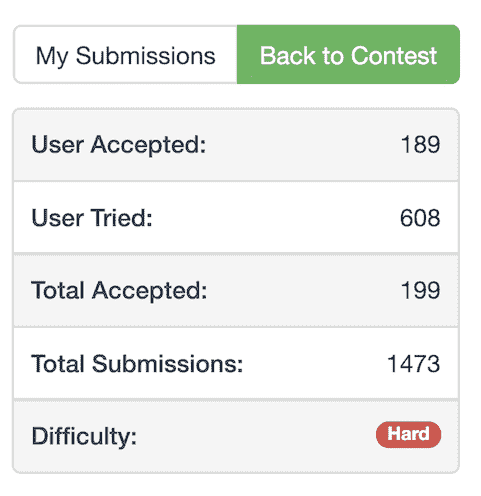 My Submissions Back to Contest
User Accepted: 189
User Tried: 608
Total Accepted: 199
Total Submissions: 1473
Difficulty: Hard